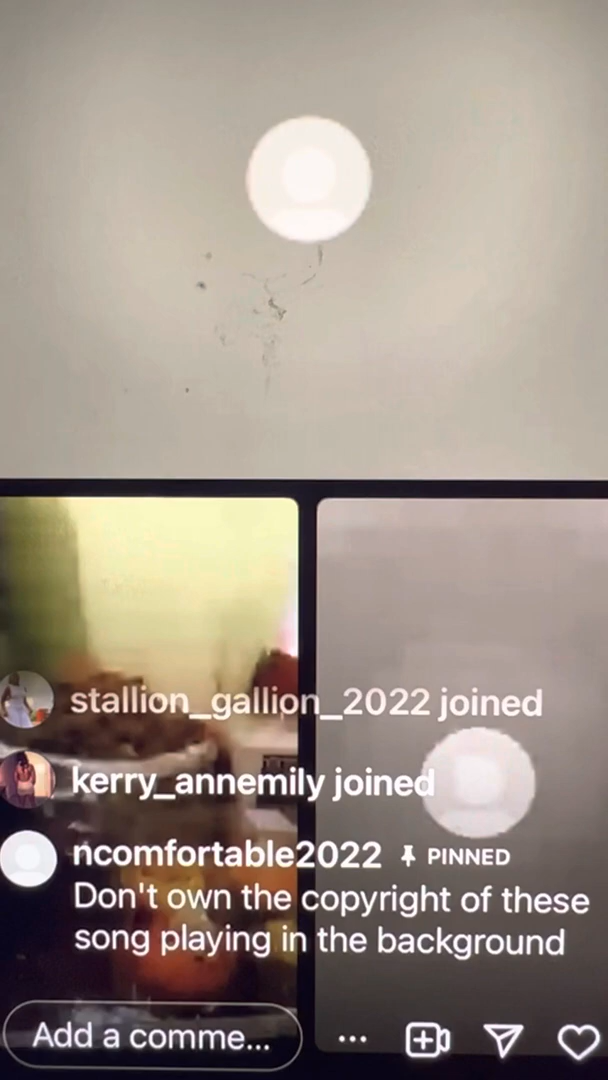 stallion_gallion_2022 joined
kerry_annemily joined
ncomfortable2022 PINNED
Don't own the copyright of these
song playing in the background
Add a comme...